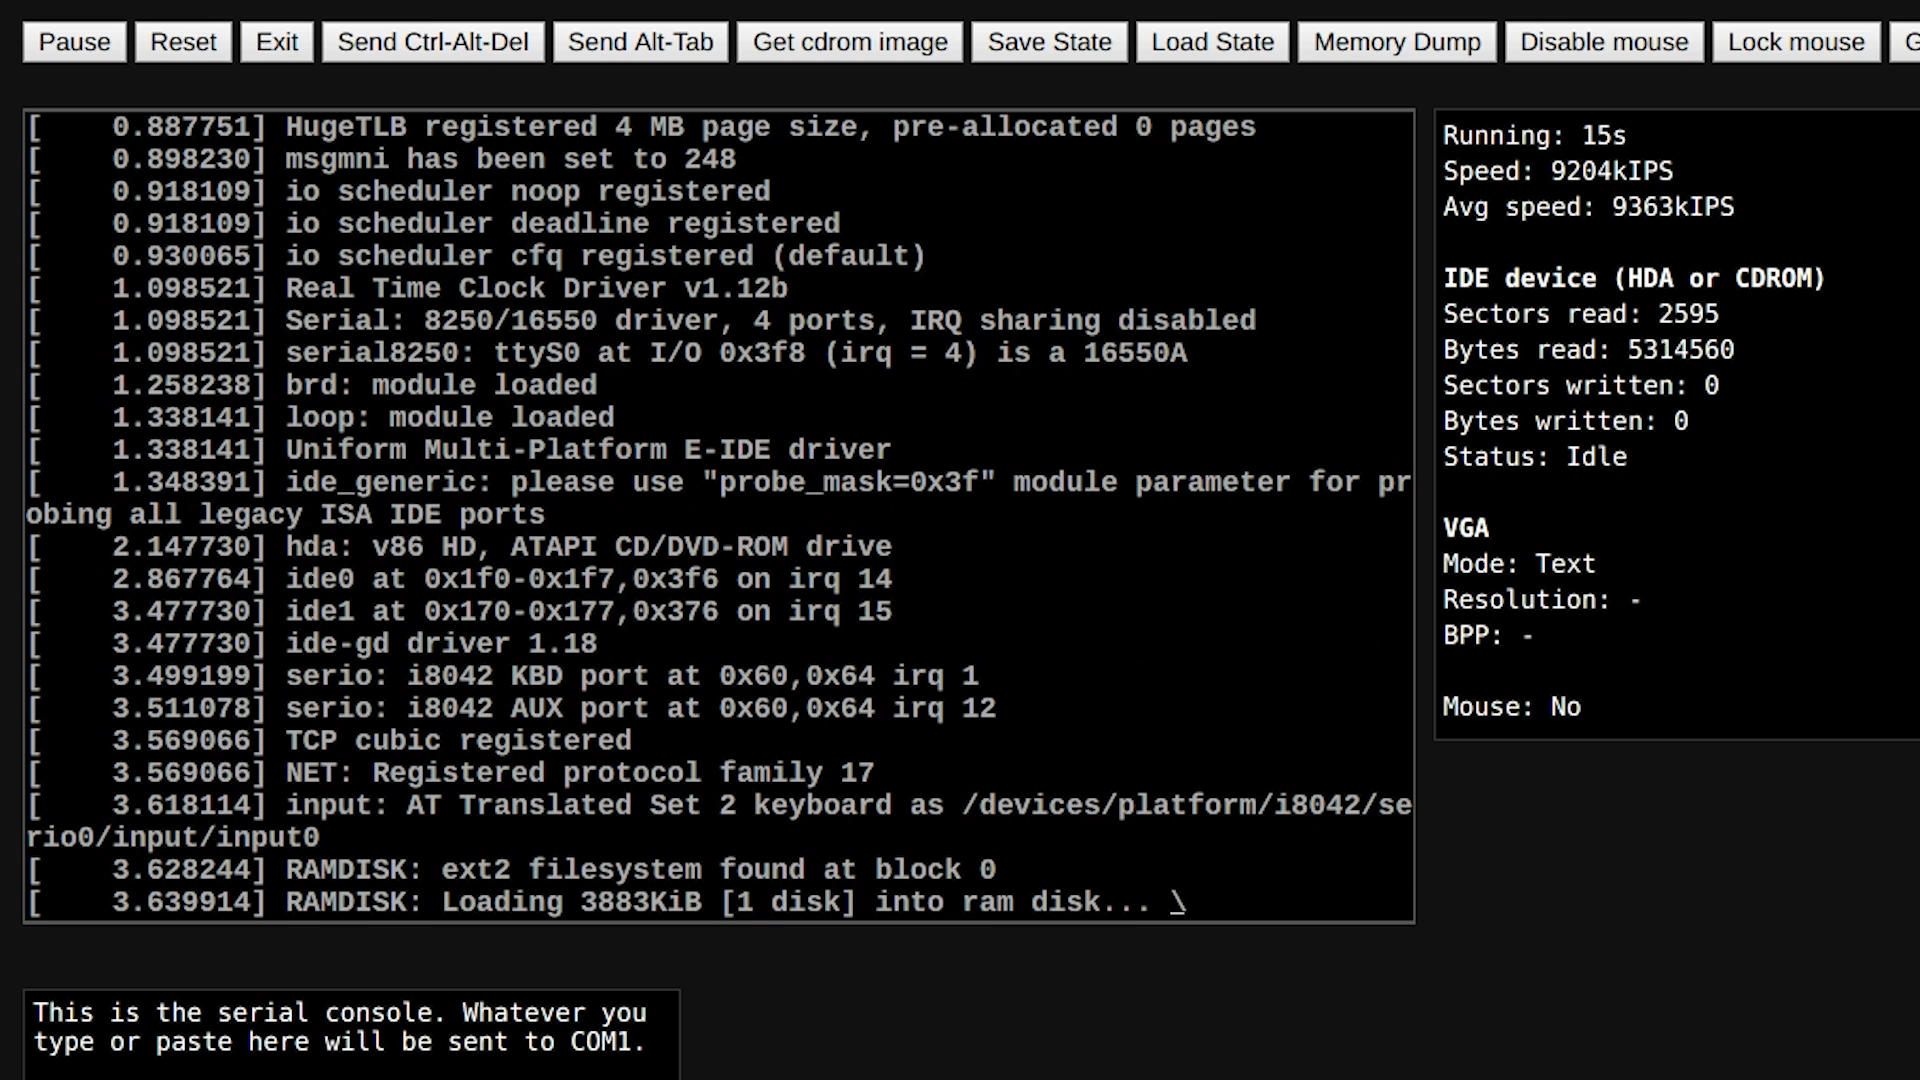 Pause Reset Exit Send Ctrl-Alt-Del Send Alt-Tab Get cdrom image Save State Load State Memory Dump Disable mouse Lock mouse
[    0.887751] HugeTLB registered 4 MB page size, pre-allocated 0 pages
[    0.898230] msgmni has been set to 248
[    0.918109] io scheduler noop registered
[    0.918109] io scheduler deadline registered
[    0.930065] io scheduler cfq registered (default)
[    1.098521] Real Time Clock Driver v1.12b
[    1.098521] Serial: 8250/16550 driver, 4 ports, IRQ sharing disabled
[    1.098521] serial8250: ttyS0 at I/O 0x3f8 (irq = 4) is a 16550A
[    1.258238] brd: module loaded
[    1.338141] loop: module loaded
[    1.338141] Uniform Multi-Platform E-IDE driver
[    1.348391] ide_generic: please use "probe_mask=0x3f" module parameter for pr
obing all legacy ISA IDE ports
[    2.147730] hda: v86 HD, ATAPI CD/DVD-ROM drive
[    2.867764] ide0 at 0x1f0-0x1f7,0x3f6 on irq 14
[    3.477730] ide1 at 0x170-0x177,0x376 on irq 15
[    3.477730] ide-gd driver 1.18
[    3.499199] serio: i8042 KBD port at 0x60,0x64 irq 1
[    3.511078] serio: i8042 AUX port at 0x60,0x64 irq 12
[    3.569066] TCP cubic registered
[    3.569066] NET: Registered protocol family 17
[    3.618114] input: AT Translated Set 2 keyboard as /devices/platform/i8042/se
rio0/input/input0
[    3.628244] RAMDISK: ext2 filesystem found at block 0
[    3.639914] RAMDISK: Loading 3883KiB [1 disk] into ram disk... \
Running: 15s
Speed: 9204kIPS
Avg speed: 9363kIPS
IDE device (HDA or CDROM)
Sectors read: 2595
Bytes read: 5314560
Sectors written: 0
Bytes written: 0
Status: Idle
VGA
Mode: Text
Resolution: -
BPP: -
Mouse: No
This is the serial console. Whatever you
type or paste here will be sent to COM1.